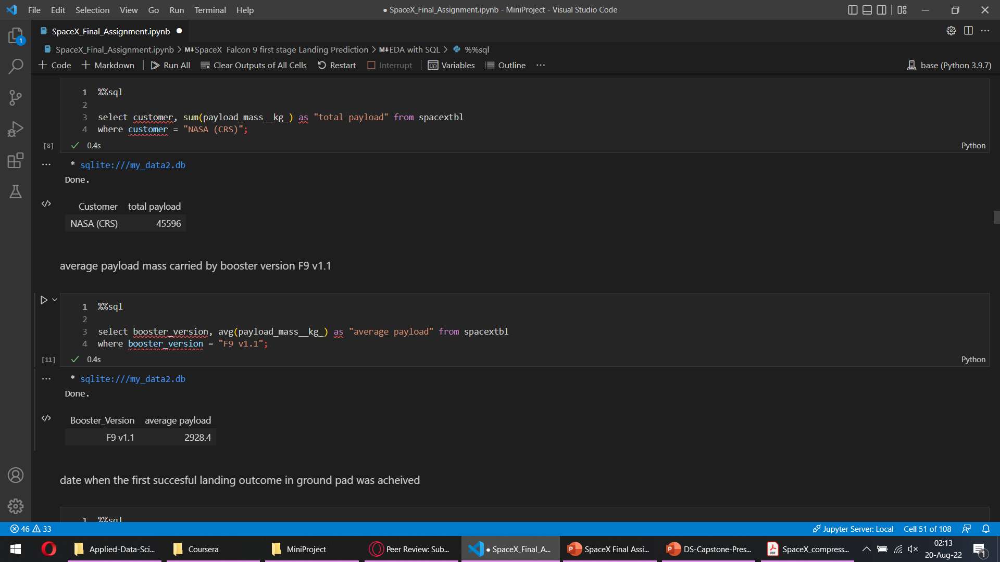 File Edit Selection View Go Run Terminal Help
● SpaceX_Final_Assignment.ipynb - MiniProject - Visual Studio Code
1
SpaceX_Final_Assignment.ipynb ●
SpaceX_Final_Assignment.ipynb > M↓SpaceX Falcon 9 first stage Landing Prediction > M↓EDA with SQL > %%sql
+ Code + Markdown | Run All Clear Outputs of All Cells Restart Interrupt | Variables Outline ···
base (Python 3.9.7)
1 %%sql
2
3 select customer, sum(payload_mass__kg_) as "total payload" from spacextbl
4 where customer = "NASA (CRS)";
[8] ✓ 0.4s Python
··· * sqlite:///my_data2.db
Done.
</> Customer total payload
NASA (CRS) 45596
average payload mass carried by booster version F9 v1.1
1 %%sql
2
3 select booster_version, avg(payload_mass__kg_) as "average payload" from spacextbl
4 where booster_version = "F9 v1.1";
[11] ✓ 0.4s Python
··· * sqlite:///my_data2.db
Done.
</> Booster_Version average payload
F9 v1.1 2928.4
date when the first succesful landing outcome in ground pad was acheived
1 %%sql
46 33 Jupyter Server: Local Cell 51 of 108
Applied-Data-Sci... Coursera MiniProject Peer Review: Sub... ● SpaceX_Final_A... SpaceX Final Assi... DS-Capstone-Pres... SpaceX_compress...
02:13
20-Aug-22
1